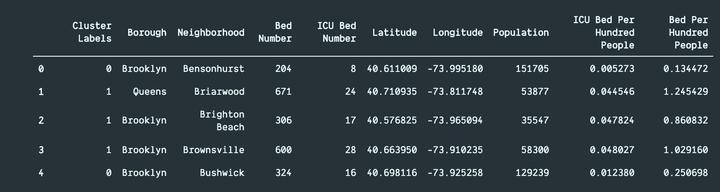 Cluster Labels Borough Neighborhood Bed Number ICU Bed Number Latitude Longitude Population ICU Bed Per Hundred People Bed Per Hundred People
0 0 Brooklyn Bensonhurst 204 8 40.611009 -73.995180 151705 0.005273 0.134472
1 1 Queens Briarwood 671 24 40.710935 -73.811748 53877 0.044546 1.245429
2 1 Brooklyn Brighton Beach 306 17 40.576825 -73.965094 35547 0.047824 0.860832
3 1 Brooklyn Brownsville 600 28 40.663950 -73.910235 58300 0.048027 1.029160
4 0 Brooklyn Bushwick 324 16 40.698116 -73.925258 129239 0.012380 0.250698